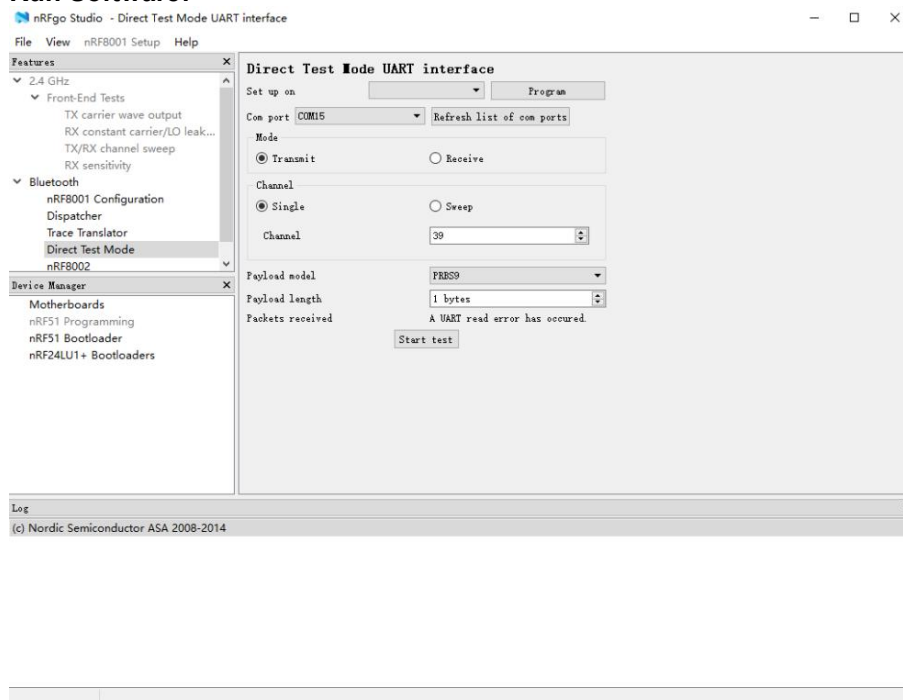 Run Software.
nRFgo Studio - Direct Test Mode UART interface
File View nRF8001 Setup Help
Features
2.4 GHz
Front-End Tests
TX carrier wave output
RX constant carrier/LO leak...
TX/RX channel sweep
RX sensitivity
Bluetooth
nRF8001 Configuration
Dispatcher
Trace Translator
Direct Test Mode
nRF8002
Device Manager
Motherboards
nRF51 Programming
nRF51 Bootloader
nRF24LU1+ Bootloaders
Direct Test Mode UART interface
Set up on Program
Com port COM15 Refresh list of com ports
Mode
Transmit Receive
Channel
Single Sweep
Channel 39
Payload model PRBS9
Payload length 1 bytes
Packets received A UART read error has occured.
Start test
Log
(c) Nordic Semiconductor ASA 2008-2014